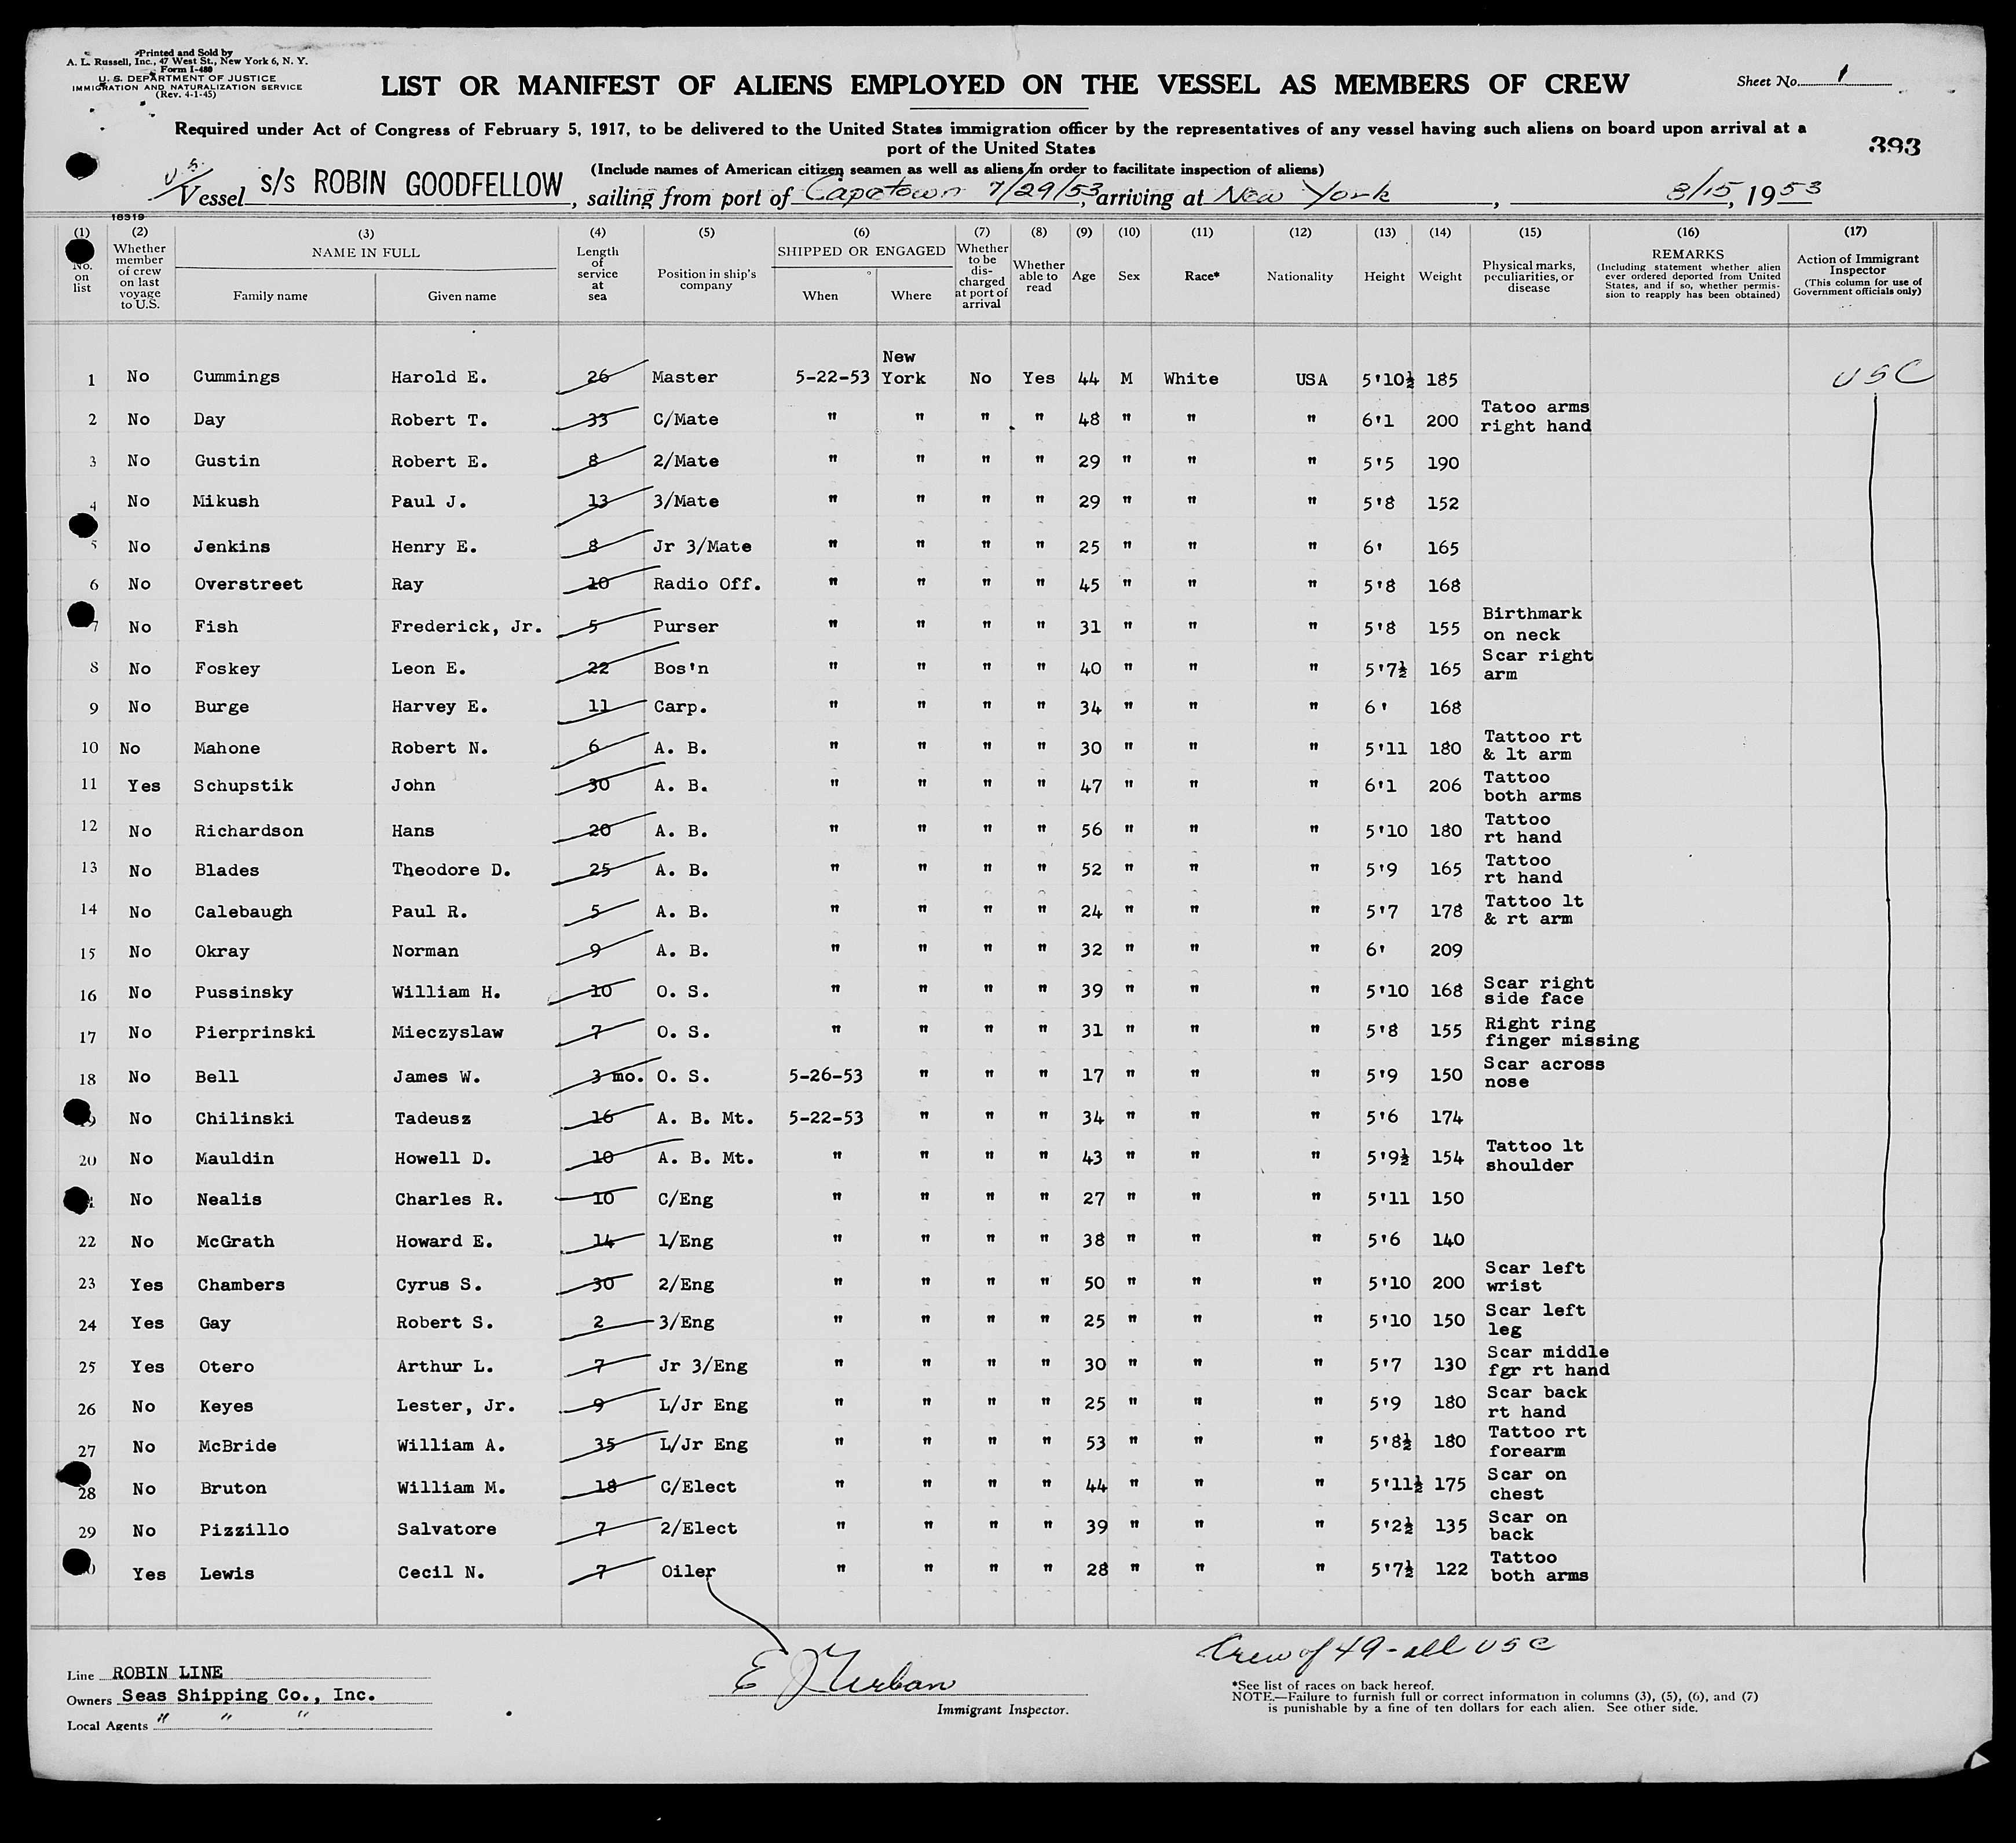 Printed and Sold by
A. L. Russell, Inc., 47 West St., New York 6, N. Y.
Form I-480
U. S. DEPARTMENT OF JUSTICE
IMMIGRATION AND NATURALIZATION SERVICE
(Rev. 4-1-45)
LIST OR MANIFEST OF ALIENS EMPLOYED ON THE VESSEL AS MEMBERS OF CREW
Sheet No. 1
Required under Act of Congress of February 5, 1917, to be delivered to the United States immigration officer by the representatives of any vessel having such aliens on board upon arrival at a
port of the United States
393
(Include names of American citizen seamen as well as aliens in order to facilitate inspection of aliens)
U.S. Vessel s/s ROBIN GOODFELLOW, sailing from port of Capetown 7/29/53, arriving at New York, 8/15, 1953
16319
(1) (2) (3) (4) (5) (6) (7) (8) (9) (10) (11) (12) (13) (14) (15) (16) (17)
No. on list
Whether member of crew on last voyage to U.S.
NAME IN FULL
Family name Given name
Length of service at sea
Position in ship's company
SHIPPED OR ENGAGED
When Where
Whether to be discharged at port of arrival
Whether able to read
Age Sex Race* Nationality Height Weight
Physical marks, peculiarities, or disease
REMARKS
(Including statement whether alien ever ordered deported from United States, and if so, whether permission to reapply has been obtained)
Action of Immigrant Inspector
(This column for use of Government officials only)
1 No Cummings Harold E. 26 Master 5-22-53 New York No Yes 44 M White USA 5'10½ 185 USC
2 No Day Robert T. 33 C/Mate " " " " 48 " " " 6'1 200 Tatoo arms right hand
3 No Gustin Robert E. 8 2/Mate " " " " 29 " " " 5'5 190
4 No Mikush Paul J. 13 3/Mate " " " " 29 " " " 5'8 152
5 No Jenkins Henry E. 8 Jr 3/Mate " " " " 25 " " " 6' 165
6 No Overstreet Ray 10 Radio Off. " " " " 45 " " " 5'8 168
7 No Fish Frederick, Jr. 5 Purser " " " " 31 " " " 5'8 155 Birthmark on neck
8 No Foskey Leon E. 22 Bos'n " " " " 40 " " " 5'7½ 165 Scar right arm
9 No Burge Harvey E. 11 Carp. " " " " 34 " " " 6' 168
10 No Mahone Robert N. 6 A. B. " " " " 30 " " " 5'11 180 Tattoo rt & lt arm
11 Yes Schupstik John 30 A. B. " " " " 47 " " " 6'1 206 Tattoo both arms
12 No Richardson Hans 20 A. B. " " " " 56 " " " 5'10 180 Tattoo rt hand
13 No Blades Theodore D. 25 A. B. " " " " 52 " " " 5'9 165 Tattoo rt hand
14 No Calebaugh Paul R. 5 A. B. " " " " 24 " " " 5'7 178 Tattoo lt & rt arm
15 No Okray Norman 9 A. B. " " " " 32 " " " 6' 209
16 No Pussinsky William H. 10 O. S. " " " " 39 " " " 5'10 168 Scar right side face
17 No Pierprinski Mieczyslaw 7 O. S. " " " " 31 " " " 5'8 155 Right ring finger missing
18 No Bell James W. 3 mo. O. S. 5-26-53 " " " 17 " " " 5'9 150 Scar across nose
19 No Chilinski Tadeusz 16 A. B. Mt. 5-22-53 " " " 34 " " " 5'6 174
20 No Mauldin Howell D. 10 A. B. Mt. " " " " 43 " " " 5'9½ 154 Tattoo lt shoulder
No Nealis Charles R. 10 C/Eng " " " " 27 " " " 5'11 150
22 No McGrath Howard E. 14 1/Eng " " " " 38 " " " 5'6 140
23 Yes Chambers Cyrus S. 30 2/Eng " " " " 50 " " " 5'10 200 Scar left wrist
24 Yes Gay Robert S. 2 3/Eng " " " " 25 " " " 5'10 150 Scar left leg
25 Yes Otero Arthur L. 7 Jr 3/Eng " " " " 30 " " " 5'7 130 Scar middle fgr rt hand
26 No Keyes Lester, Jr. 9 L/Jr Eng " " " " 25 " " " 5'9 180 Scar back rt hand
27 No McBride William A. 35 L/Jr Eng " " " " 53 " " " 5'8½ 180 Tattoo rt forearm
28 No Bruton William M. 18 C/Elect " " " " 44 " " " 5'11½ 175 Scar on chest
29 No Pizzillo Salvatore 7 2/Elect " " " " 39 " " " 5'2½ 135 Scar on back
Yes Lewis Cecil N. 7 Oiler " " " " 28 " " " 5'7½ 122 Tattoo both arms
Crew of 49 - all USC
Line ROBIN LINE
Owners Seas Shipping Co., Inc.
Local Agents " " "
E J Urban
Immigrant Inspector.
*See list of races on back hereof.
NOTE.—Failure to furnish full or correct information in columns (3), (5), (6), and (7)
is punishable by a fine of ten dollars for each alien. See other side.